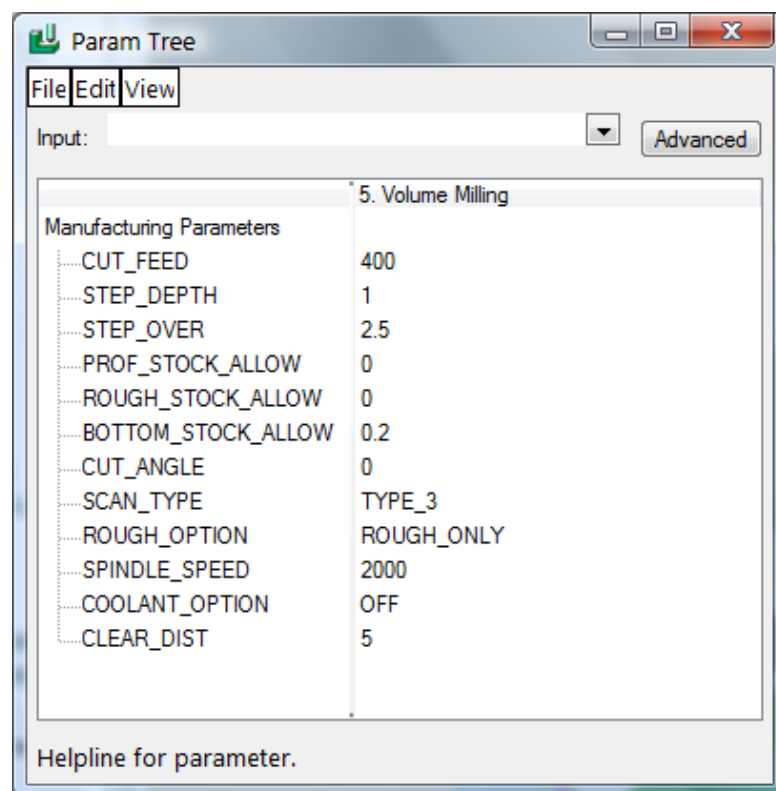 Param Tree
File Edit View
Input: Advanced
5. Volume Milling
Manufacturing Parameters
CUT_FEED 400
STEP_DEPTH 1
STEP_OVER 2.5
PROF_STOCK_ALLOW 0
ROUGH_STOCK_ALLOW 0
BOTTOM_STOCK_ALLOW 0.2
CUT_ANGLE 0
SCAN_TYPE TYPE_3
ROUGH_OPTION ROUGH_ONLY
SPINDLE_SPEED 2000
COOLANT_OPTION OFF
CLEAR_DIST 5
Helpline for parameter.